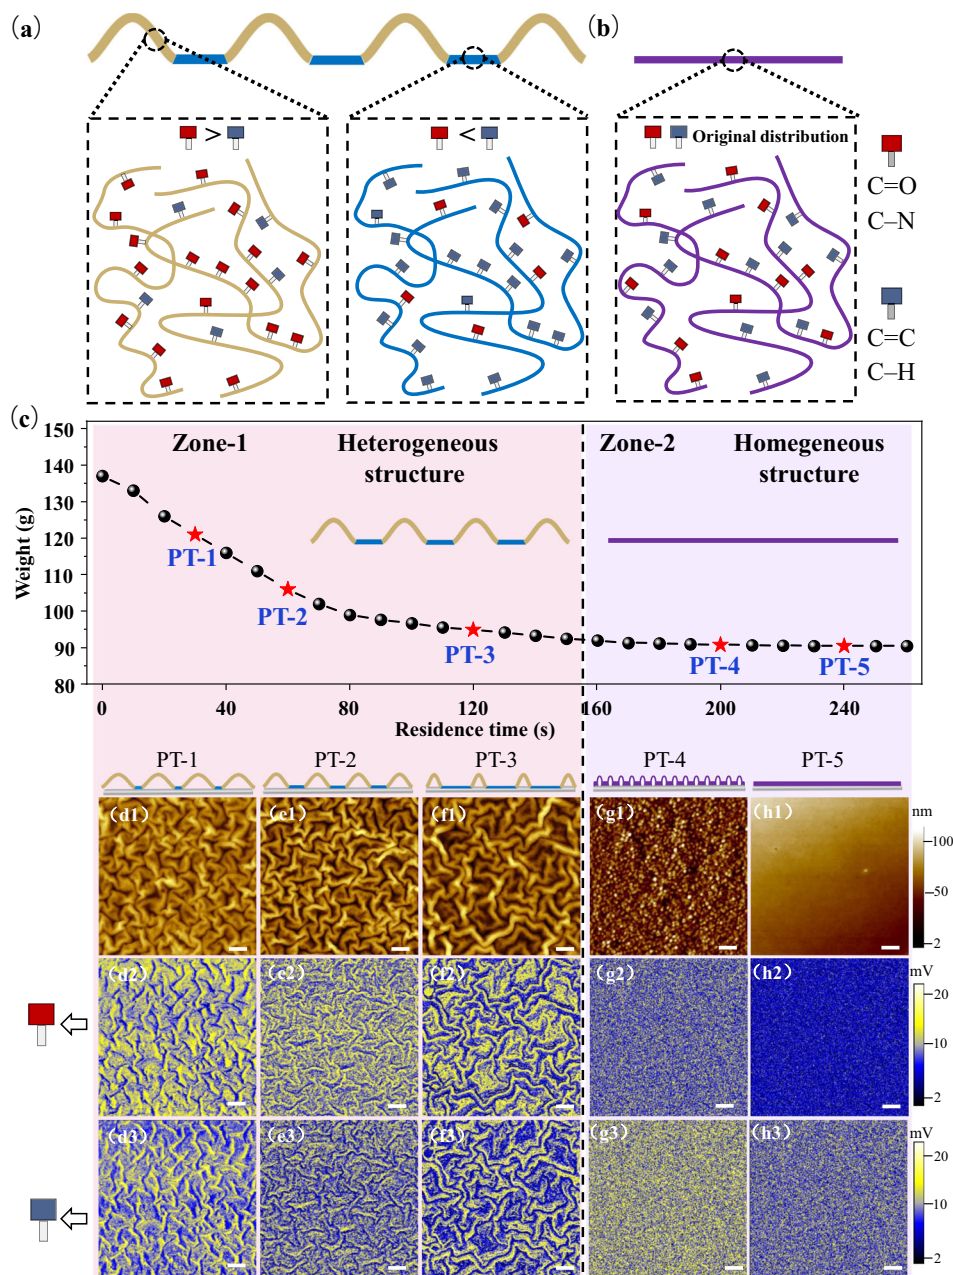 (a)
(b)
>
<
Original distribution
C=O
C–N
C=C
C–H
(c)
150
140
130
120
110
100
90
80
Weight (g)
Zone-1
Heterogeneous
structure
Zone-2
Homegeneous
structure
PT-1
PT-2
PT-3
PT-4
PT-5
0
40
80
120
160
200
240
Residence time (s)
PT-1
PT-2
PT-3
PT-4
PT-5
(d1)
(e1)
(f1)
(g1)
(h1)
nm
100
50
2
(d2)
(e2)
(f2)
(g2)
(h2)
mV
20
10
2
(d3)
(e3)
(f3)
(g3)
(h3)
mV
20
10
2